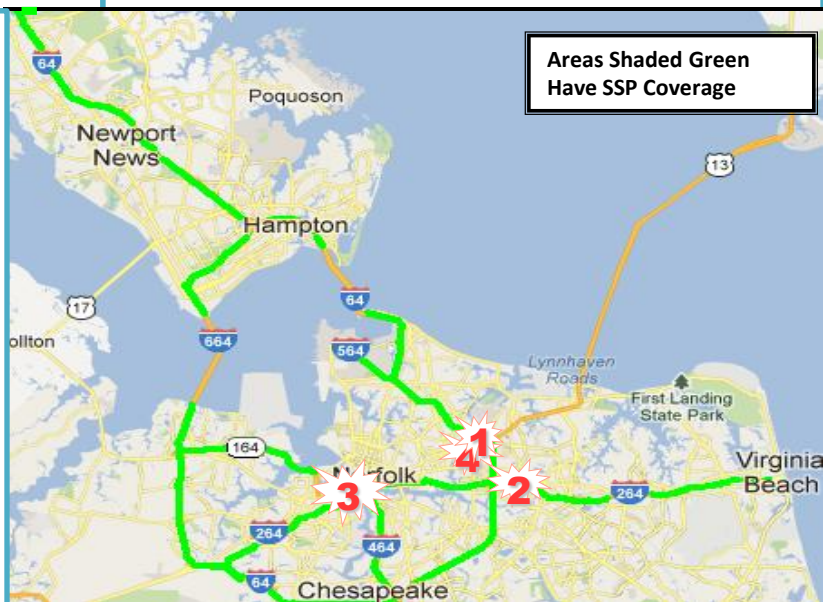 Areas Shaded Green
Have SSP Coverage
64
Poquoson
Newport
News
13
Hampton
64
17
664
564
Lynnhaven
Roads
First Landing
State Park
164
1
4
Norfolk
2
Virginia
Beach
3
264
264
464
64
Chesapeake
ollton